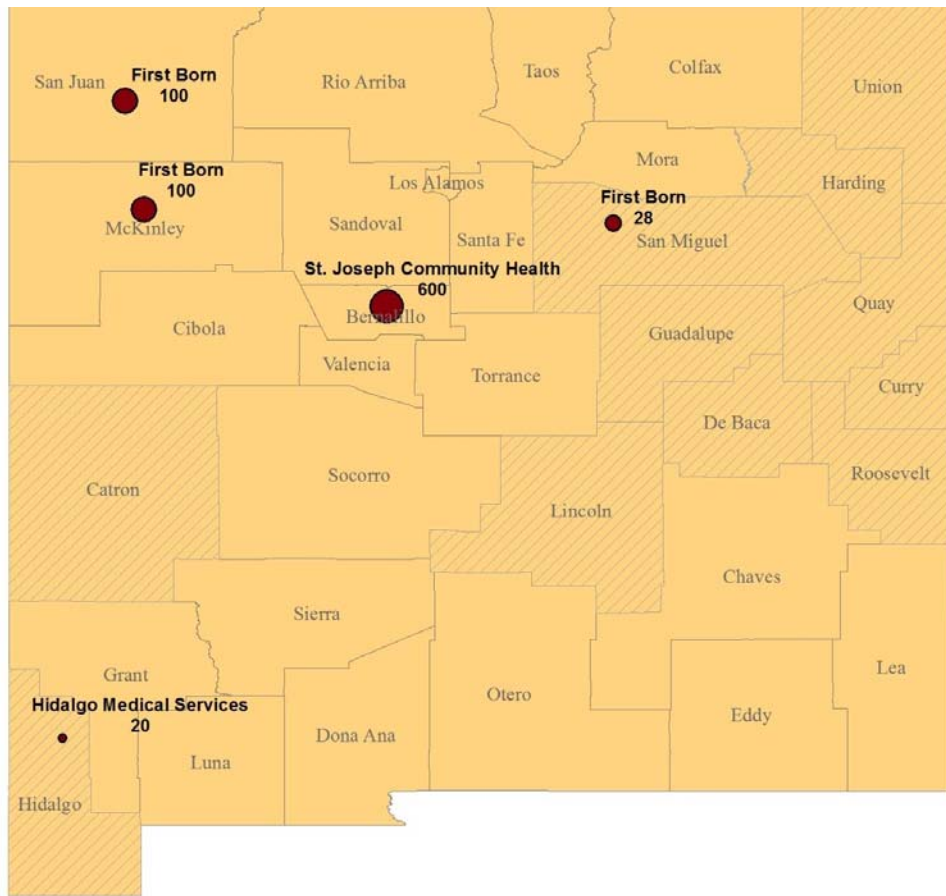 First Born
100
San Juan
Rio Arriba
Taos
Colfax
Union
First Born
100
McKinley
Los Alamos
Mora
Harding
Sandoval
Santa Fe
First Born
28
San Miguel
St. Joseph Community Health
600
Bernalillo
Cibola
Valencia
Torrance
Guadalupe
Quay
Curry
De Baca
Catron
Socorro
Lincoln
Roosevelt
Chaves
Sierra
Grant
Hidalgo Medical Services
20
Luna
Dona Ana
Otero
Eddy
Lea
Hidalgo